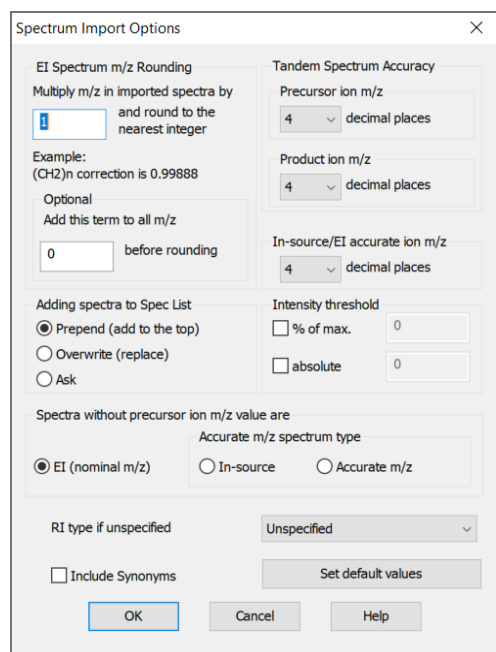 Spectrum Import Options
EI Spectrum m/z Rounding
Multiply m/z in imported spectra by
1
and round to the
nearest integer
Example:
(CH2)n correction is 0.99888
Optional
Add this term to all m/z
0
before rounding
Tandem Spectrum Accuracy
Precursor ion m/z
4
decimal places
Product ion m/z
4
decimal places
In-source/EI accurate ion m/z
4
decimal places
Adding spectra to Spec List
Prepend (add to the top)
Overwrite (replace)
Ask
Intensity threshold
% of max.
0
absolute
0
Spectra without precursor ion m/z value are
Accurate m/z spectrum type
EI (nominal m/z)
In-source
Accurate m/z
RI type if unspecified
Unspecified
Include Synonyms
Set default values
OK
Cancel
Help